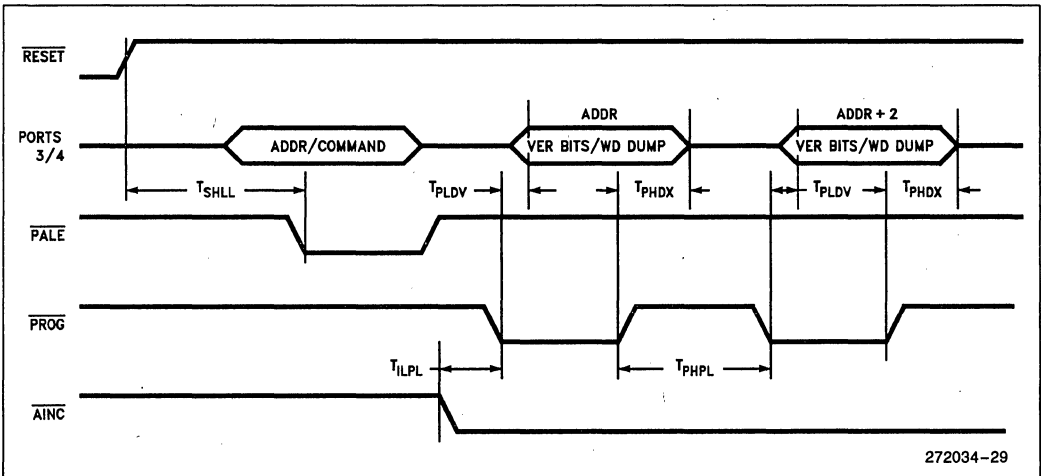 RESET
ADDR
ADDR + 2
PORTS
3/4
ADDR/COMMAND
VER BITS/WD DUMP
VER BITS/WD DUMP
TSHLL
TPLDV
TPHDX
TPLDV
TPHDX
PALE
PROG
TILPL
TPHPL
AINC
272034-29